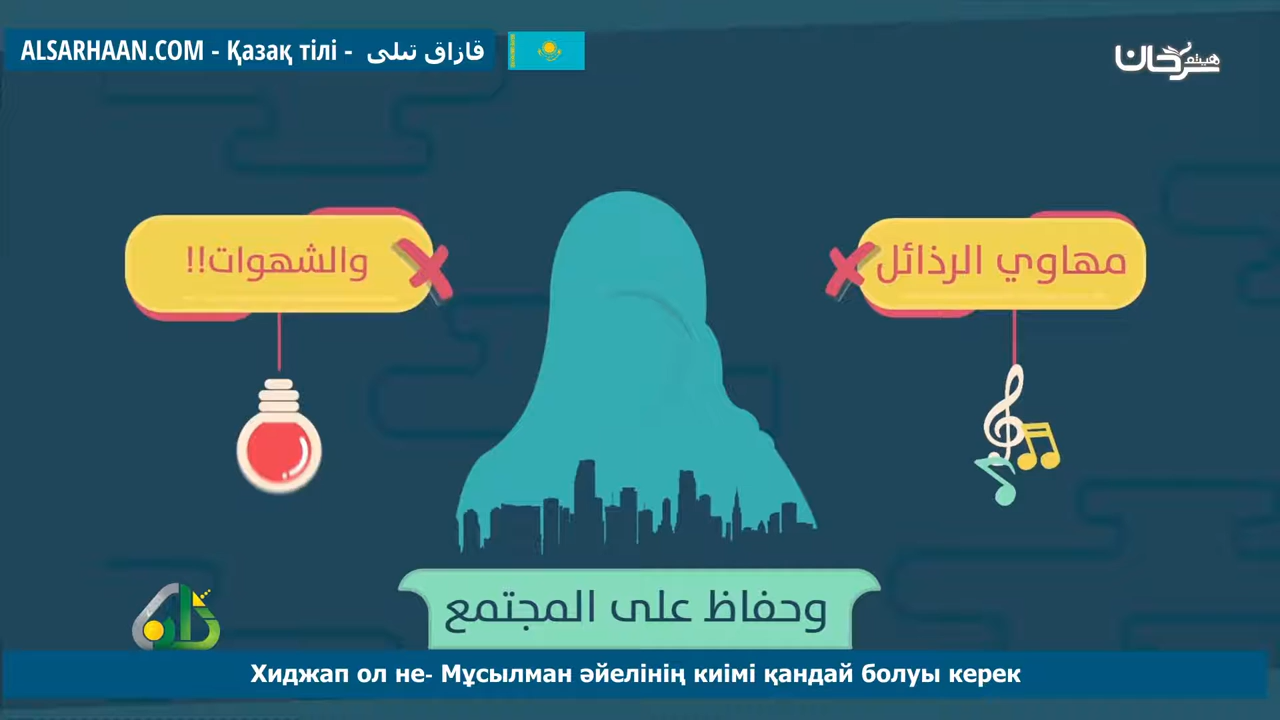 ALSARHAAN.COM - Қазақ тілі - قازاق تىلى
هيثم سرحان
مهاوي الرذائل
والشهوات!!
وحفاظ على المجتمع
Хиджап ол не- Мұсылман әйелінің киімі қандай болуы керек